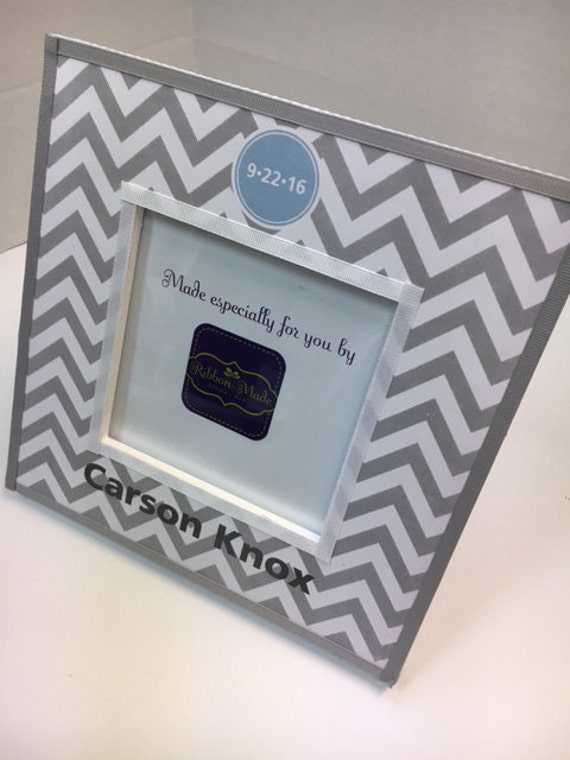 9•22•16
Made especially for you by
Ribbon Made
Carson Knox